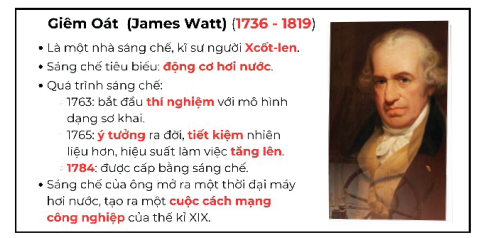 Giêm Oát (James Watt) (1736 - 1819)
• Là một nhà sáng chế, kĩ sư người Xcốt-len.
• Sáng chế tiêu biểu: động cơ hơi nước.
• Quá trình sáng chế:
1763: bắt đầu thí nghiệm với mô hình
dạng sơ khai.
1765: ý tưởng ra đời, tiết kiệm nhiên
liệu hơn, hiệu suất làm việc tăng lên.
1784: được cấp bằng sáng chế.
• Sáng chế của ông mở ra một thời đại máy
hơi nước, tạo ra một cuộc cách mạng
công nghiệp của thế kỉ XIX.